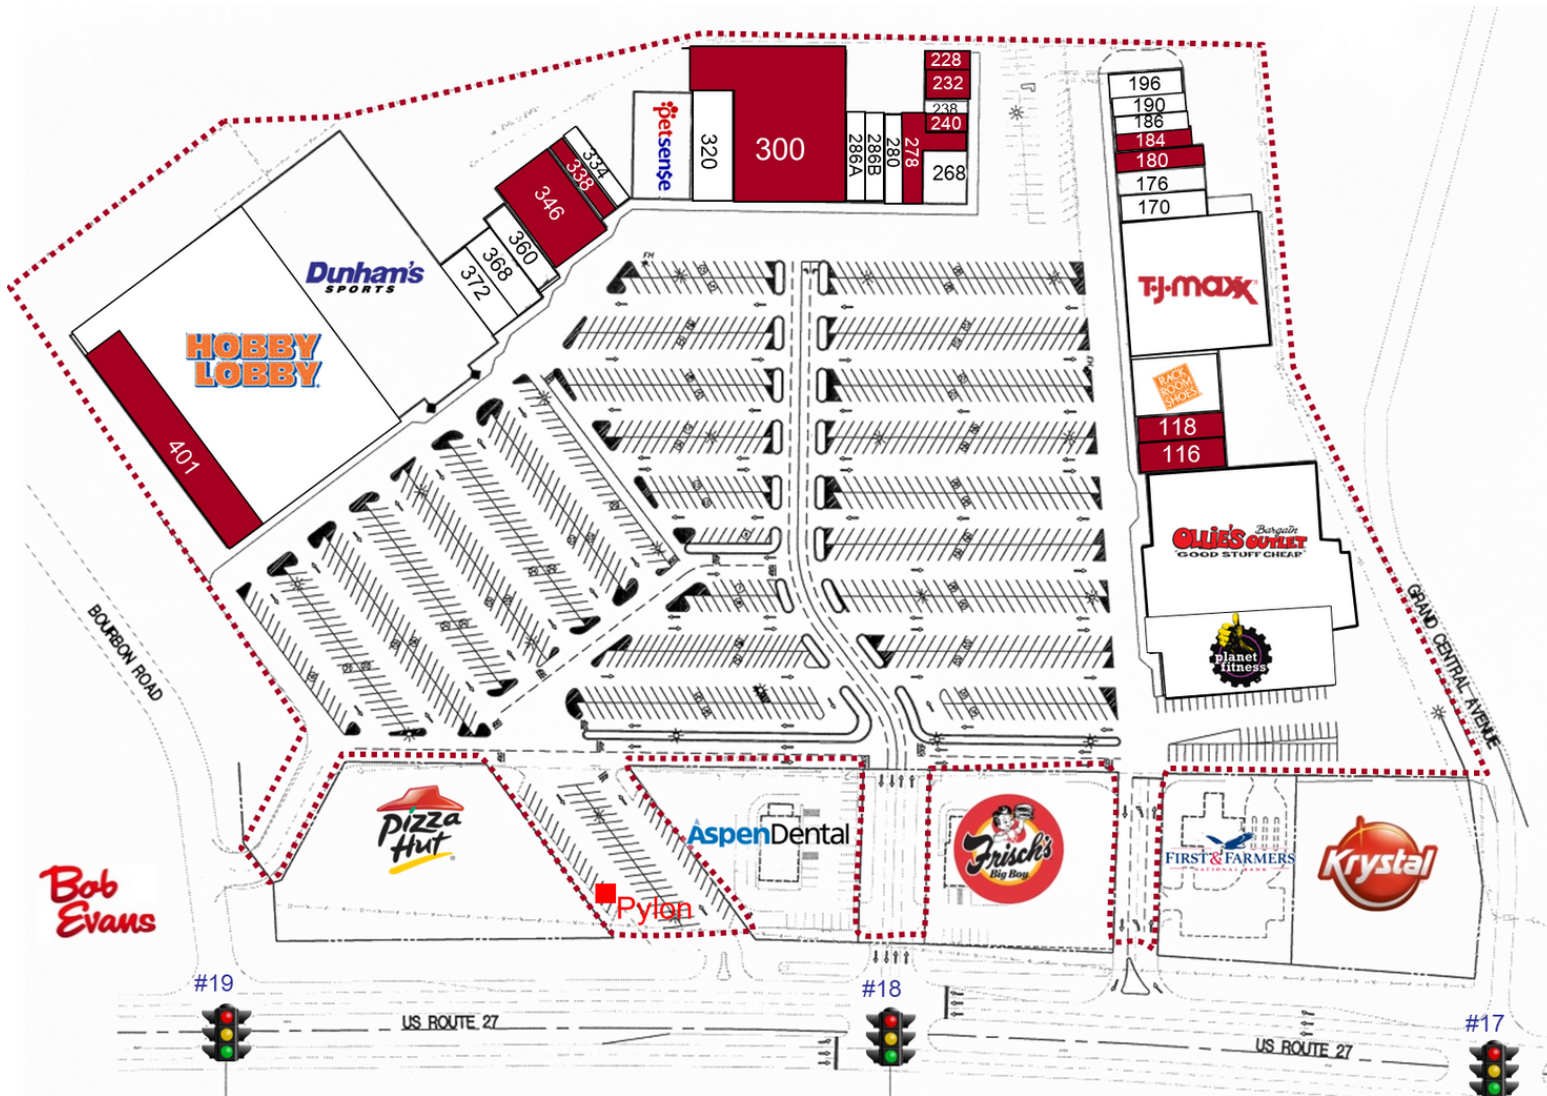 228
232
238
240
268
278
280
286B
286A
300
320
petsense
334
338
346
360
368
372
Dunham's
SPORTS
HOBBY
LOBBY
401
196
190
186
184
180
176
170
T·J·maxx
RACK
ROOM
SHOES
118
116
OLLIE'S Bargain
OUTLET
GOOD STUFF CHEAP
planet
fitness
FH
BOURBON ROAD
GRAND CENTRAL AVENUE
Pizza
Hut
AspenDental
Frisch's
Big Boy
FIRST & FARMERS
NATIONAL BANK
Krystal
Bob
Evans
Pylon
#19
#18
#17
US ROUTE 27
US ROUTE 27